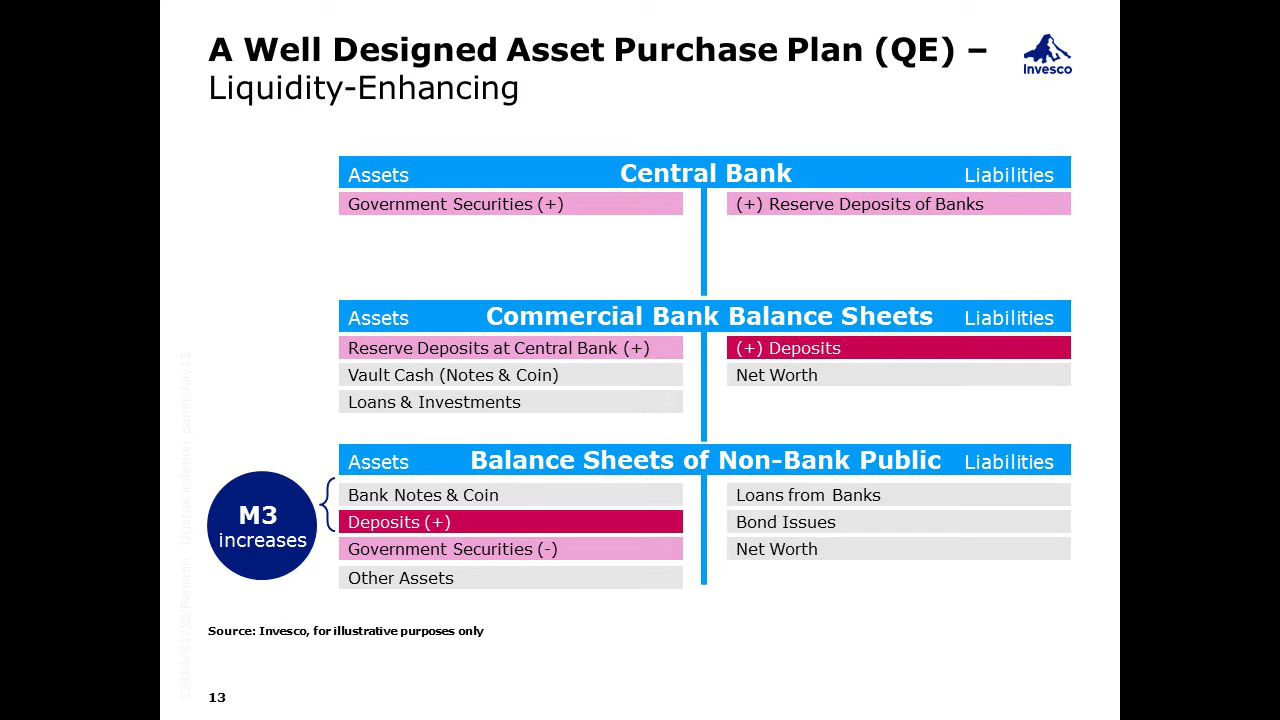 A Well Designed Asset Purchase Plan (QE) –
Liquidity-Enhancing
Invesco
Assets Central Bank Liabilities
Government Securities (+) (+) Reserve Deposits of Banks
Assets Commercial Bank Balance Sheets Liabilities
Reserve Deposits at Central Bank (+) (+) Deposits
Vault Cash (Notes & Coin) Net Worth
Loans & Investments
Assets Balance Sheets of Non-Bank Public Liabilities
Bank Notes & Coin Loans from Banks
M3
increases
Deposits (+) Bond Issues
Government Securities (-) Net Worth
Other Assets
Source: Invesco, for illustrative purposes only
13